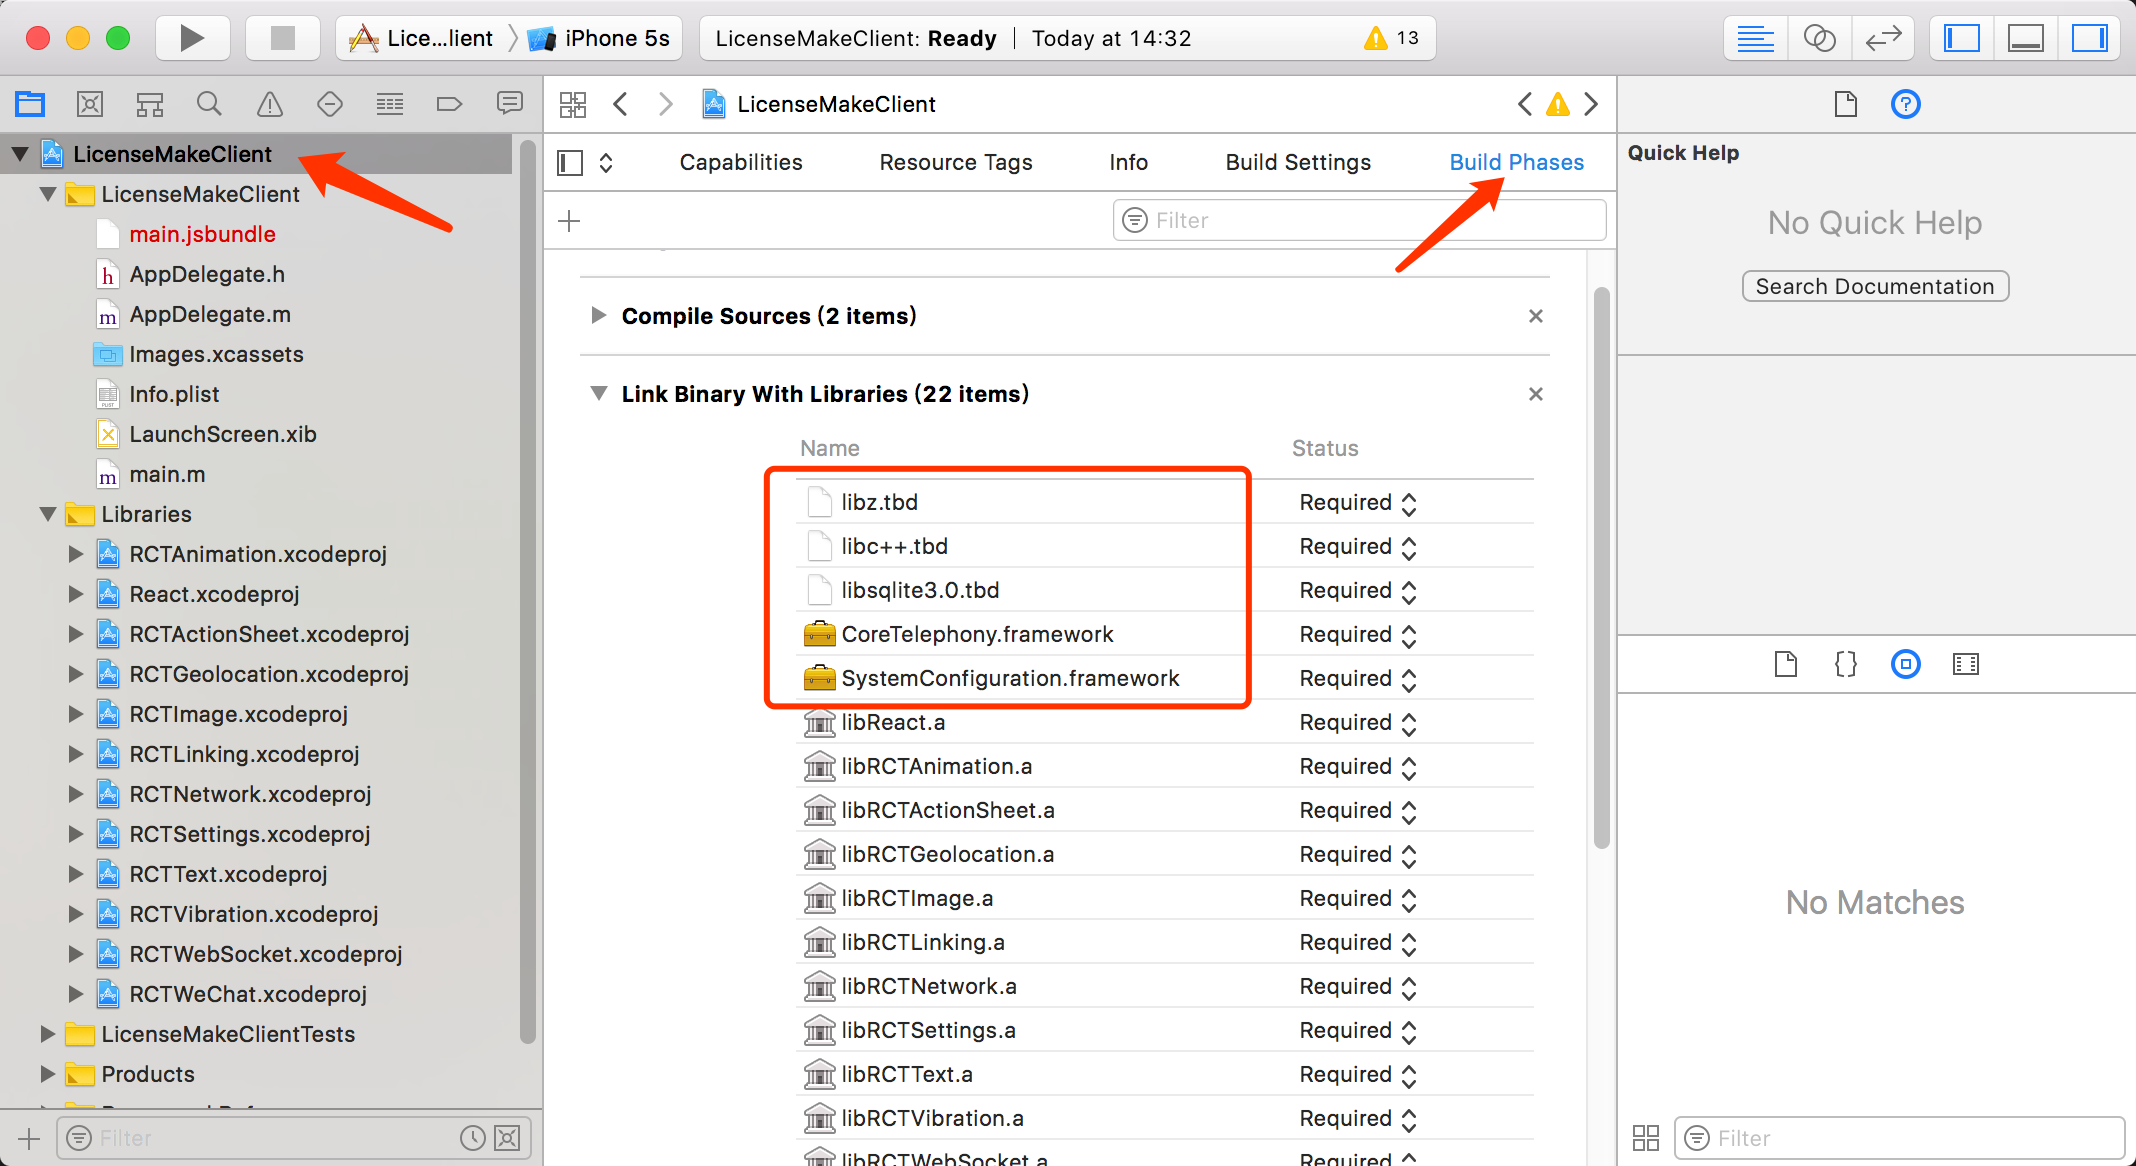 Lice...lient
iPhone 5s
LicenseMakeClient: Ready
Today at 14:32
13
LicenseMakeClient
LicenseMakeClient
LicenseMakeClient
main.jsbundle
h AppDelegate.h
m AppDelegate.m
Images.xcassets
PLIST Info.plist
LaunchScreen.xib
m main.m
Libraries
RCTAnimation.xcodeproj
React.xcodeproj
RCTActionSheet.xcodeproj
RCTGeolocation.xcodeproj
RCTImage.xcodeproj
RCTLinking.xcodeproj
RCTNetwork.xcodeproj
RCTSettings.xcodeproj
RCTText.xcodeproj
RCTVibration.xcodeproj
RCTWebSocket.xcodeproj
RCTWeChat.xcodeproj
LicenseMakeClientTests
Products
Filter
Capabilities
Resource Tags
Info
Build Settings
Build Phases
Filter
Compile Sources (2 items)
Link Binary With Libraries (22 items)
Name Status
libz.tbd Required
libc++.tbd Required
libsqlite3.0.tbd Required
CoreTelephony.framework Required
SystemConfiguration.framework Required
libReact.a Required
libRCTAnimation.a Required
libRCTActionSheet.a Required
libRCTGeolocation.a Required
libRCTImage.a Required
libRCTLinking.a Required
libRCTNetwork.a Required
libRCTSettings.a Required
libRCTText.a Required
libRCTVibration.a Required
libRCTWebSocket.a Required
Quick Help
No Quick Help
Search Documentation
{}
No Matches
Filter